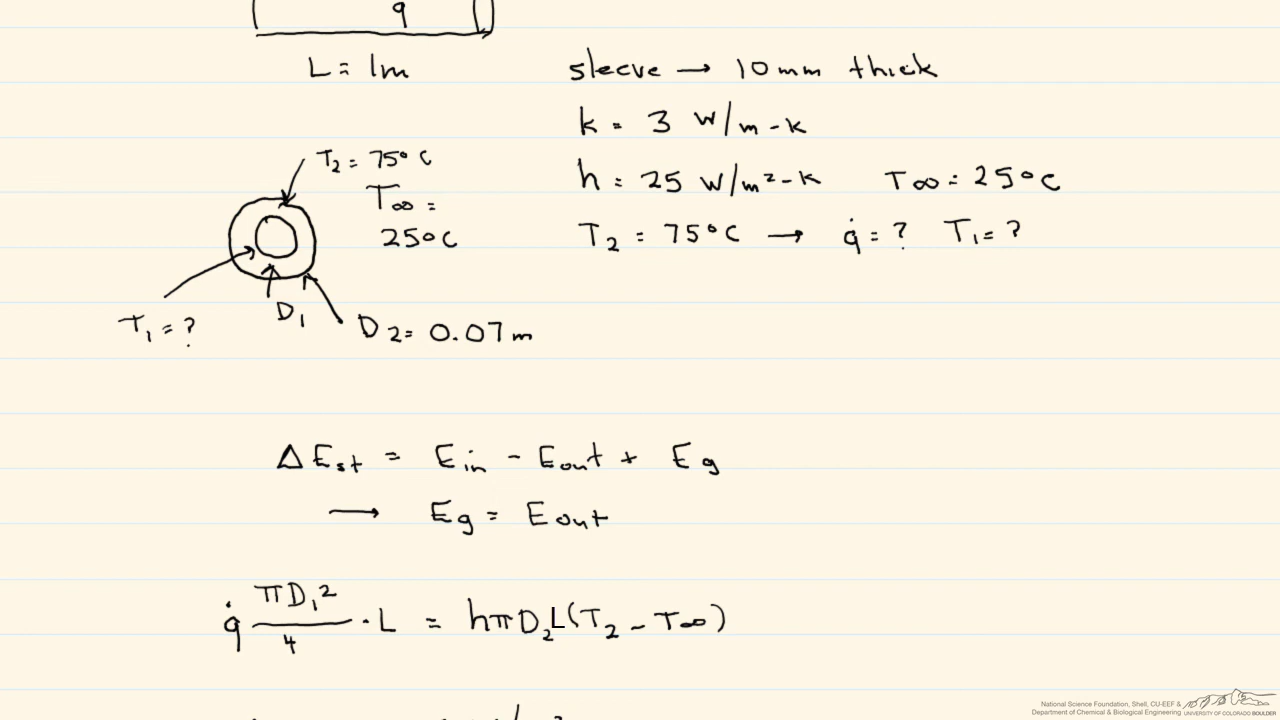 q
L = 1m
sleeve → 10 mm thick
k = 3 W/m-K
h = 25 W/m²-K T∞ = 25°C
T₂ = 75°C → q̇ = ? T₁ = ?
T₂ = 75°C
T∞ =
25°C
T₁ = ?
D₁
D₂ = 0.07m
ΔEst = Ein - Eout + Eg
→ Eg = Eout
q̇ πD₁²/4 · L = hπD₂L(T₂ - T∞)
National Science Foundation, Shell, CU-EEF &
Department of Chemical & Biological Engineering UNIVERSITY OF COLORADO BOULDER